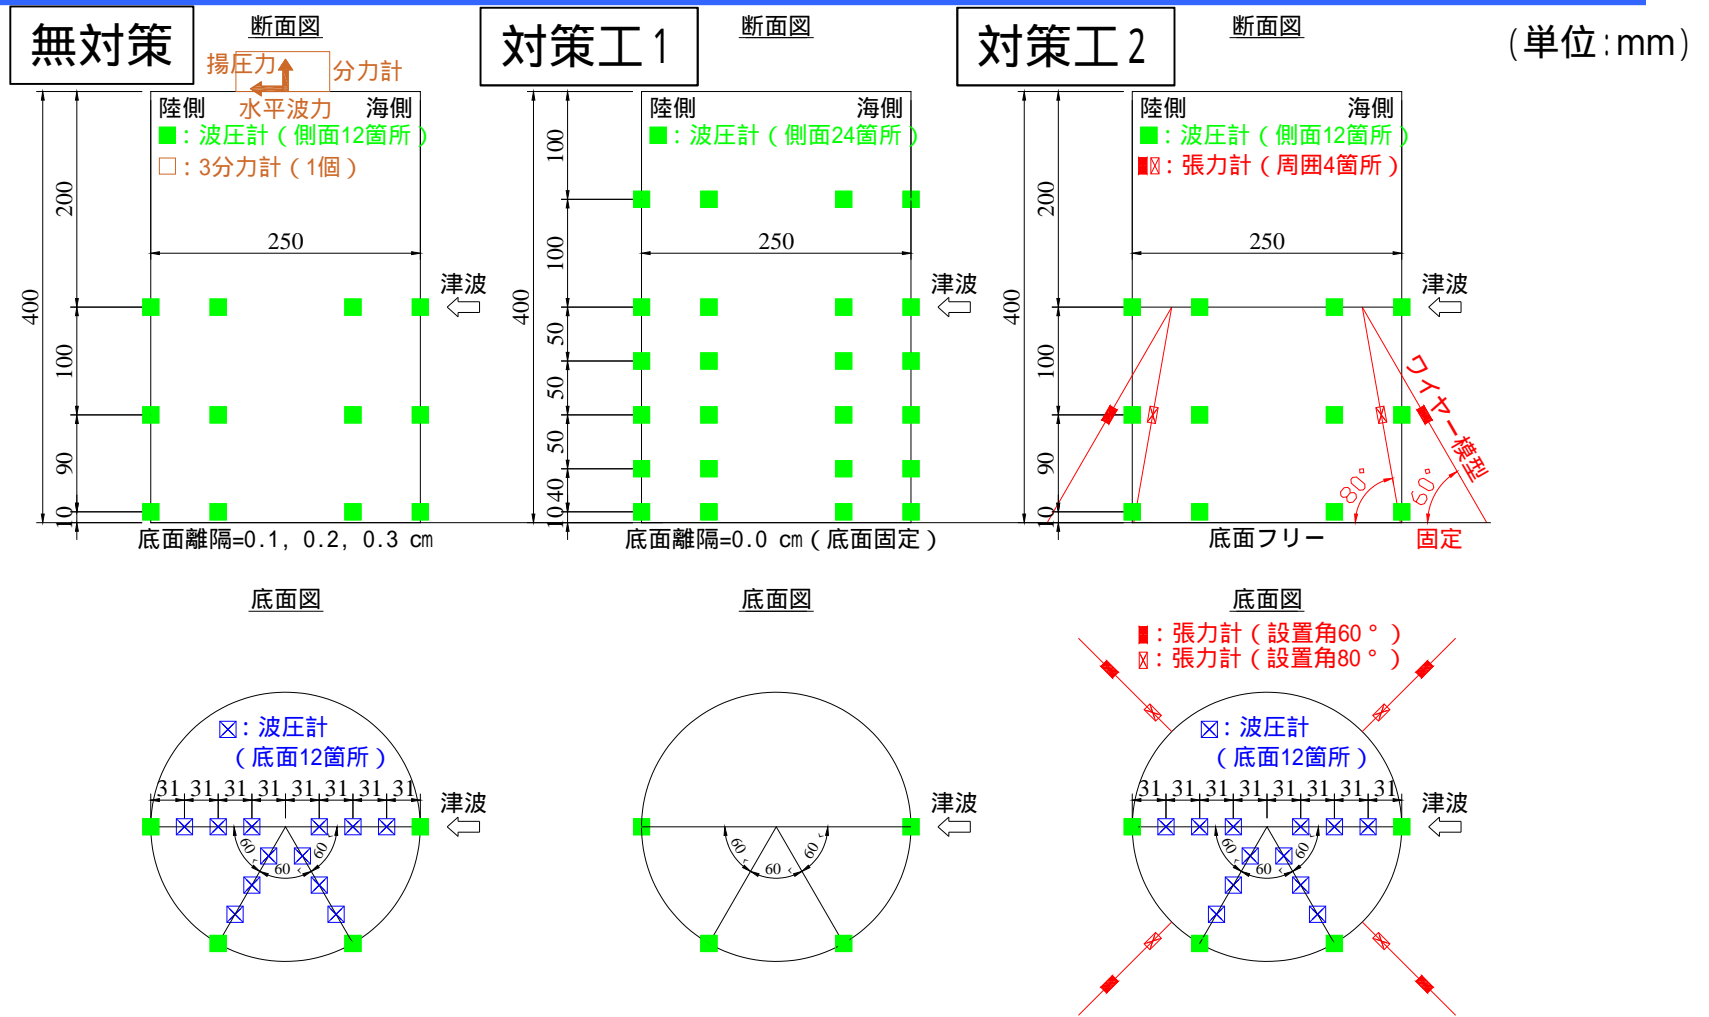 無対策
断面図
揚圧力
分力計
水平波力
陸側
海側
■：波圧計（側面12箇所）
□：3分力計（1個）
200
250
400
津波
100
90
10
底面離隔=0.1, 0.2, 0.3 cm
底面図
☒：波圧計
（底面12箇所）
31 31 31 31 31 31 31 31
津波
60
60
60
対策工1
断面図
陸側
海側
■：波圧計（側面24箇所）
100
100
250
400
津波
50
50
50
40
10
底面離隔=0.0 cm（底面固定）
底面図
津波
60
60
60
対策工2
断面図
(単位:mm)
陸側
海側
■：波圧計（側面12箇所）
■☒：張力計（周囲4箇所）
200
250
400
津波
100
ワイヤー模型
90
80°
60°
10
底面フリー
固定
底面図
■：張力計（設置角60°）
☒：張力計（設置角80°）
☒：波圧計
（底面12箇所）
31 31 31 31 31 31 31 31
津波
60
60
60